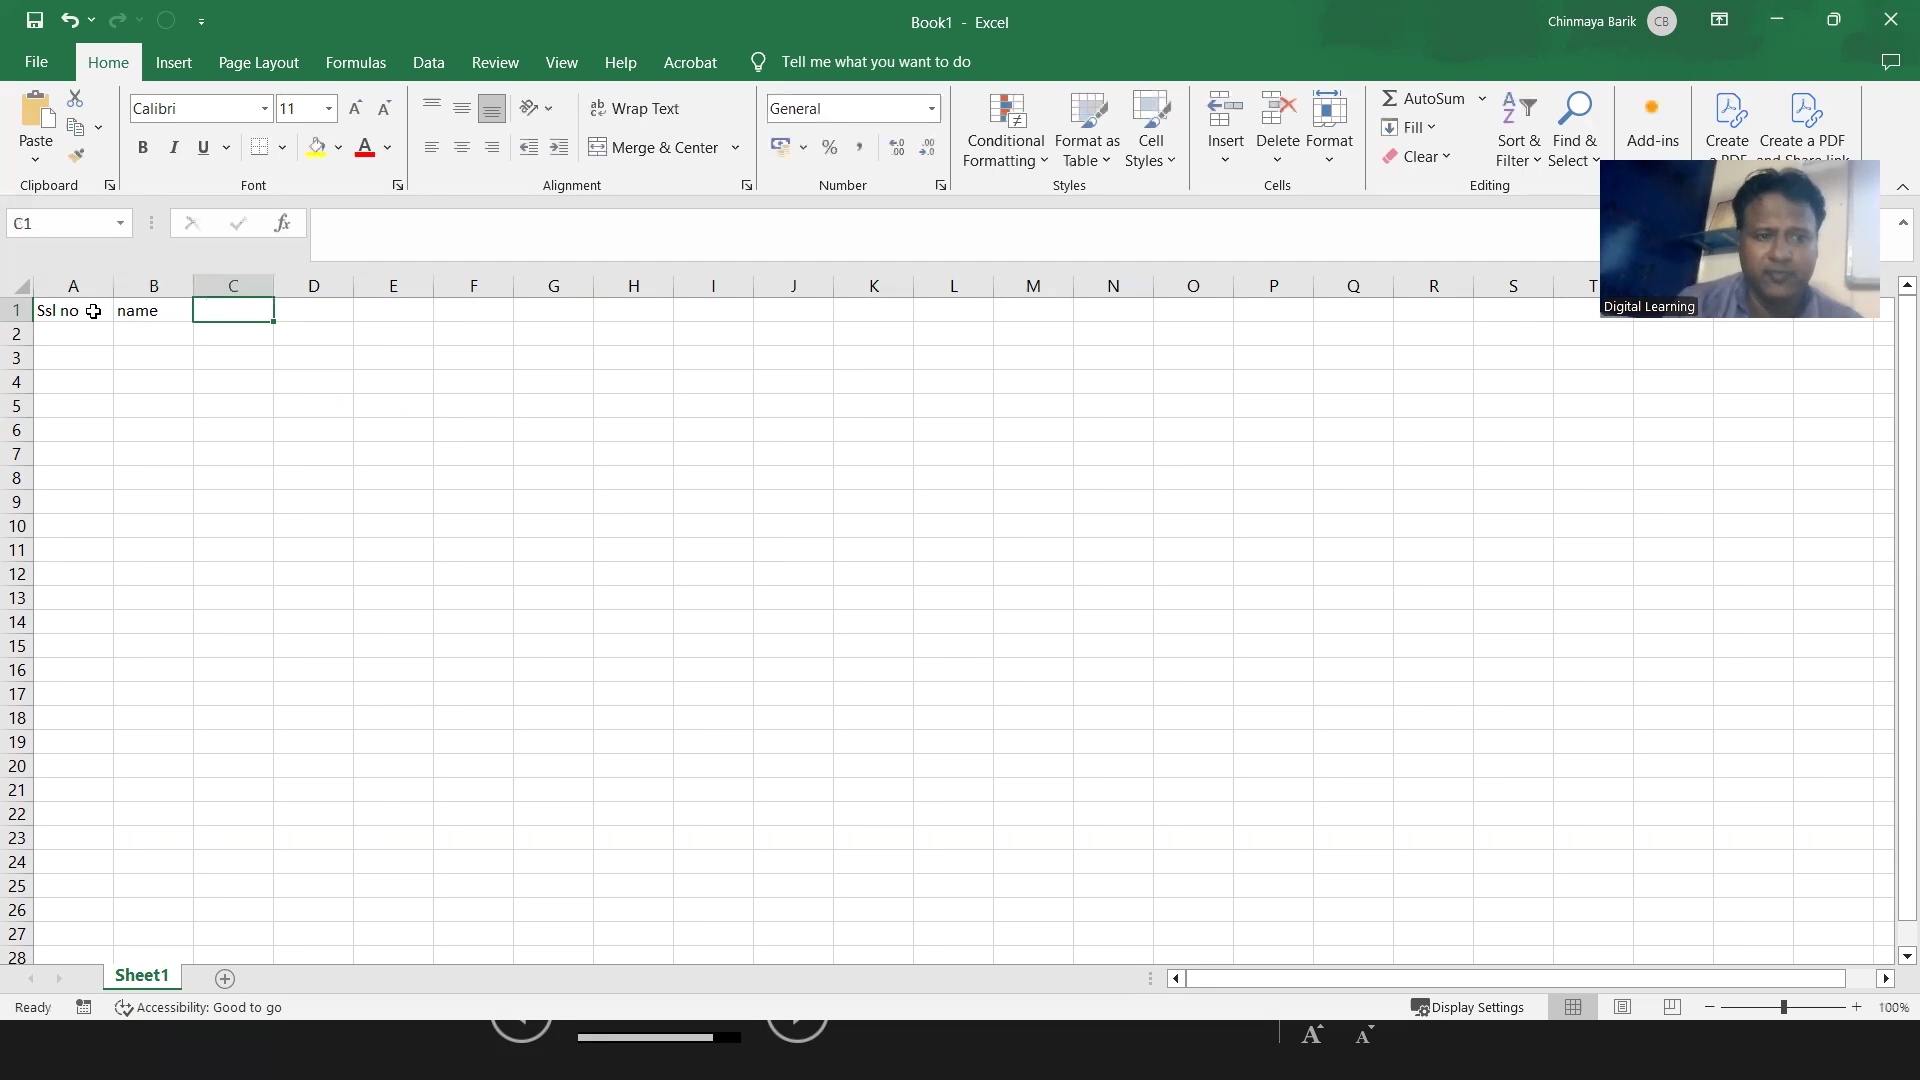 Book1 - Excel
Chinmaya Barik CB
File Home Insert Page Layout Formulas Data Review View Help Acrobat Tell me what you want to do
Calibri 11 Wrap Text General AutoSum
Paste Conditional Format as Cell Insert Delete Format Fill Sort & Find & Add-ins Create Create a PDF
B I U A Merge & Center % , Formatting Table Styles Clear Filter Select a PDF and Share link
Clipboard Font Alignment Number Styles Cells Editing
C1 fx
Digital Learning
A B C D E F G H I J K L M N O P Q R S T
1 Ssl no name
2
3
4
5
6
7
8
9
10
11
12
13
14
15
16
17
18
19
20
21
22
23
24
25
26
27
28
Sheet1
Ready Accessibility: Good to go Display Settings 100%
A A